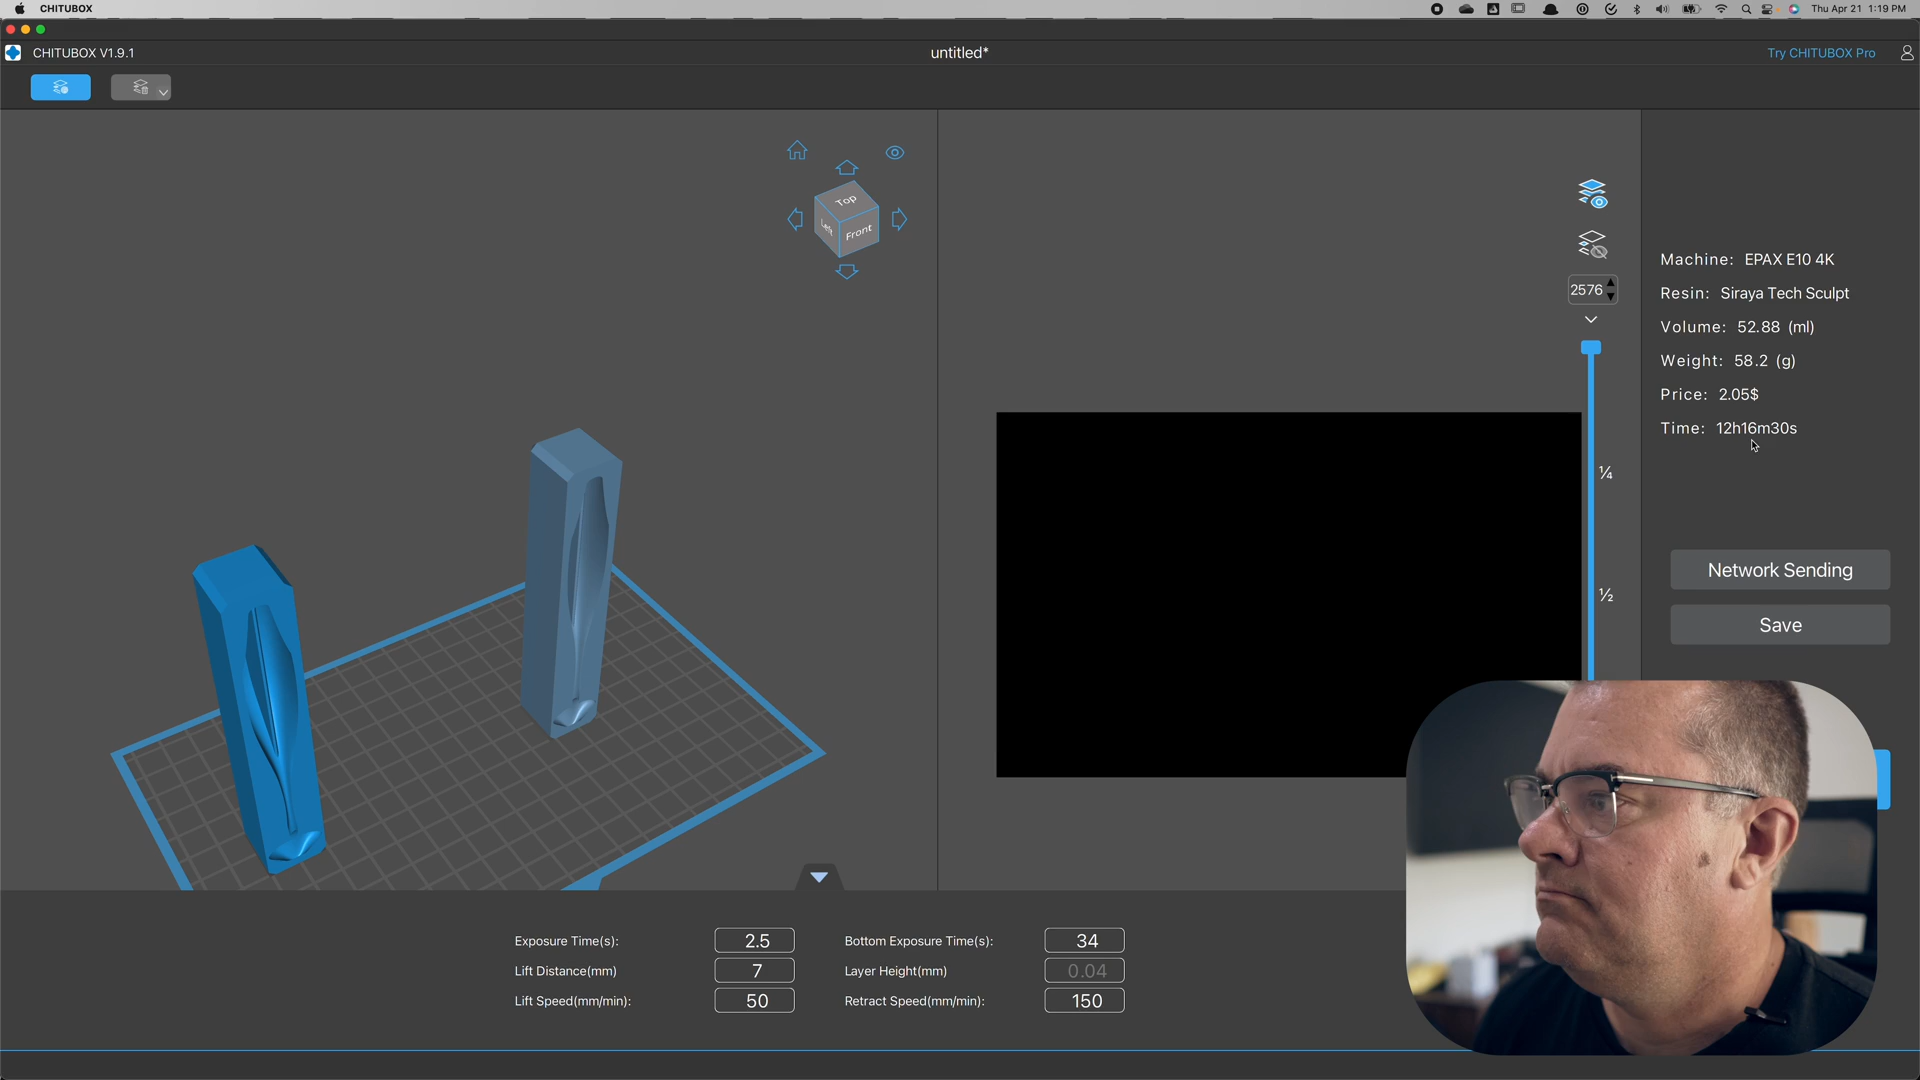 CHITUBOX
Thu Apr 21 1:19 PM
CHITUBOX V1.9.1
untitled*
Try CHITUBOX Pro
Top
Left
Front
2576
¼
½
Machine: EPAX E10 4K
Resin: Siraya Tech Sculpt
Volume: 52.88 (ml)
Weight: 58.2 (g)
Price: 2.05$
Time: 12h16m30s
Network Sending
Save
Exposure Time(s): 2.5 Bottom Exposure Time(s): 34
Lift Distance(mm) 7 Layer Height(mm) 0.04
Lift Speed(mm/min): 50 Retract Speed(mm/min): 150